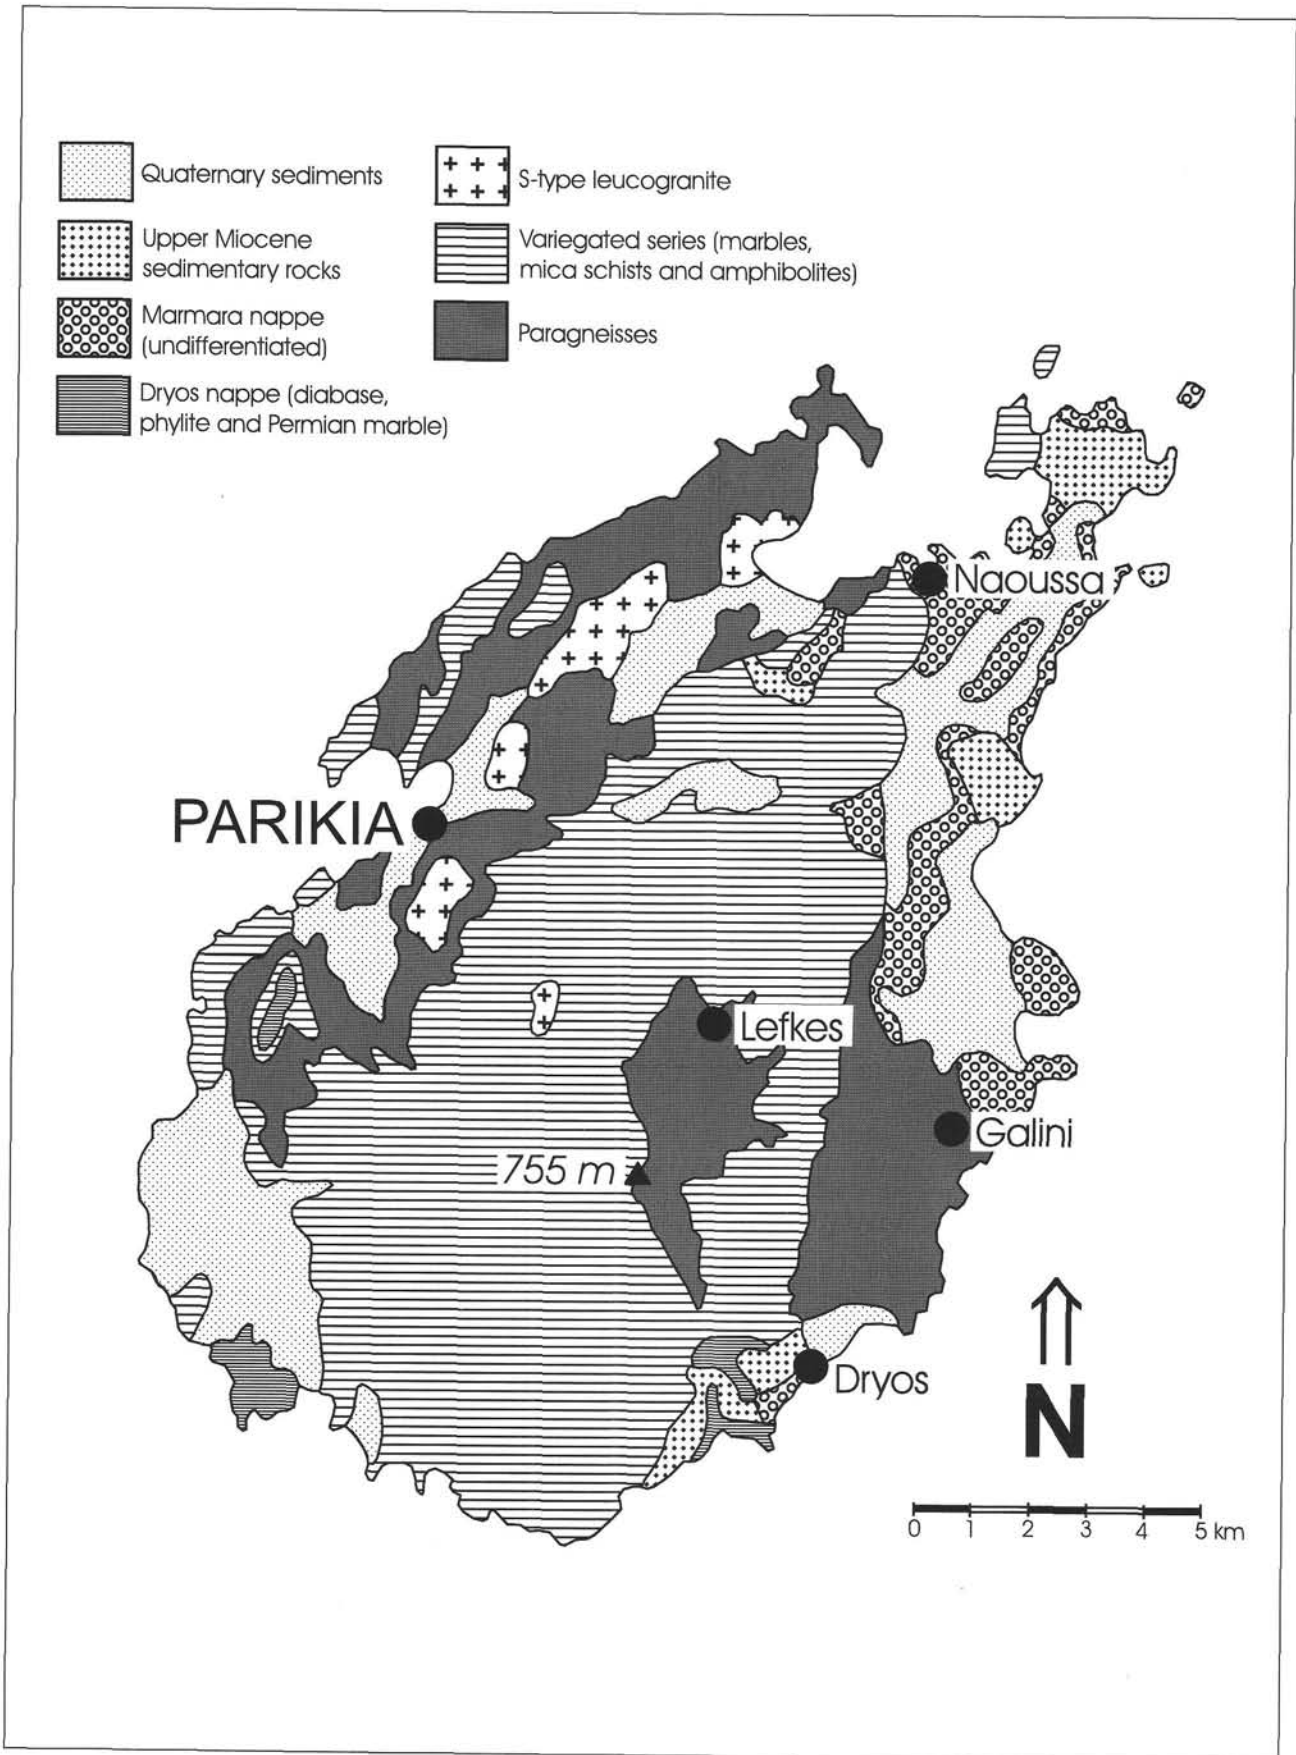 Quaternary sediments
Upper Miocene
sedimentary rocks
Marmara nappe
(undifferentiated)
Dryos nappe (diabase,
phylite and Permian marble)
S-type leucogranite
Variegated series (marbles,
mica schists and amphibolites)
Paragneisses
Naoussa
PARIKIA
Lefkes
Galini
755 m
Dryos
N
0 1 2 3 4 5 km